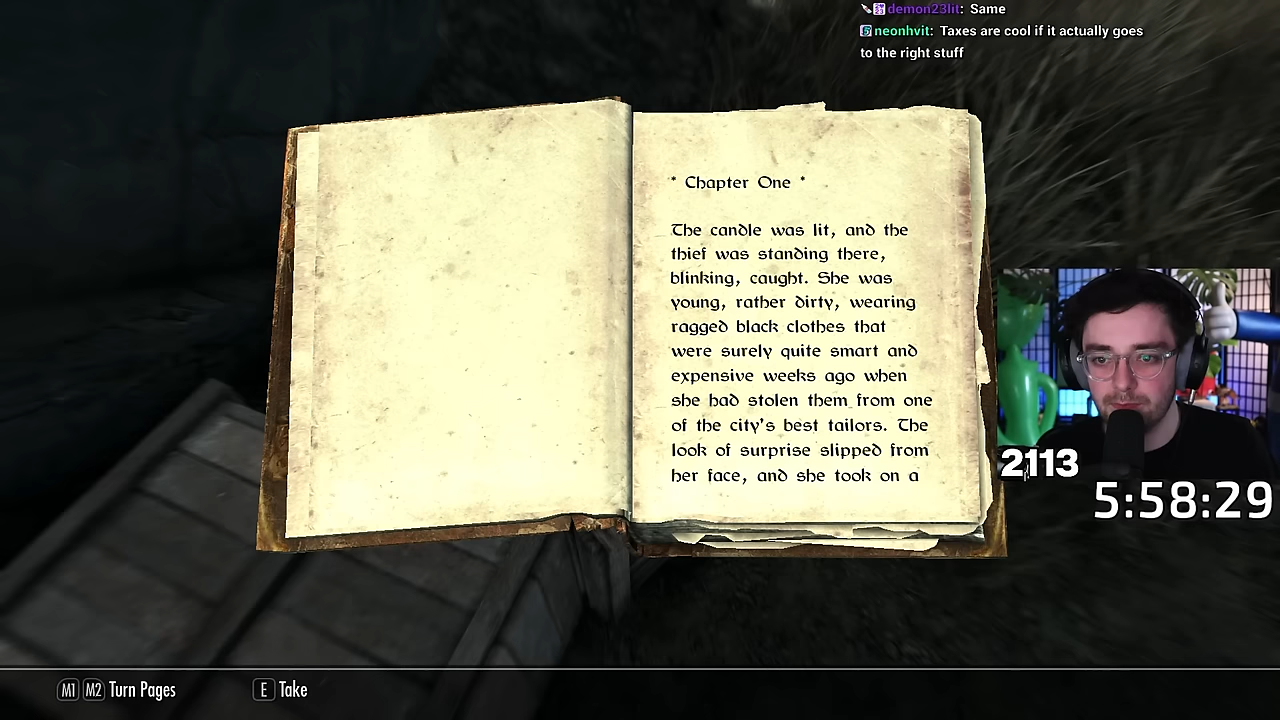 demon23lit: Same
neonhvit: Taxes are cool if it actually goes
to the right stuff
* Chapter One *
The candle was lit, and the
thief was standing there,
blinking, caught. She was
young, rather dirty, wearing
ragged black clothes that
were surely quite smart and
expensive weeks ago when
she had stolen them from one
of the city's best tailors. The
look of surprise slipped from
her face, and she took on a
2113
5:58:29
M1 M2 Turn Pages
E Take